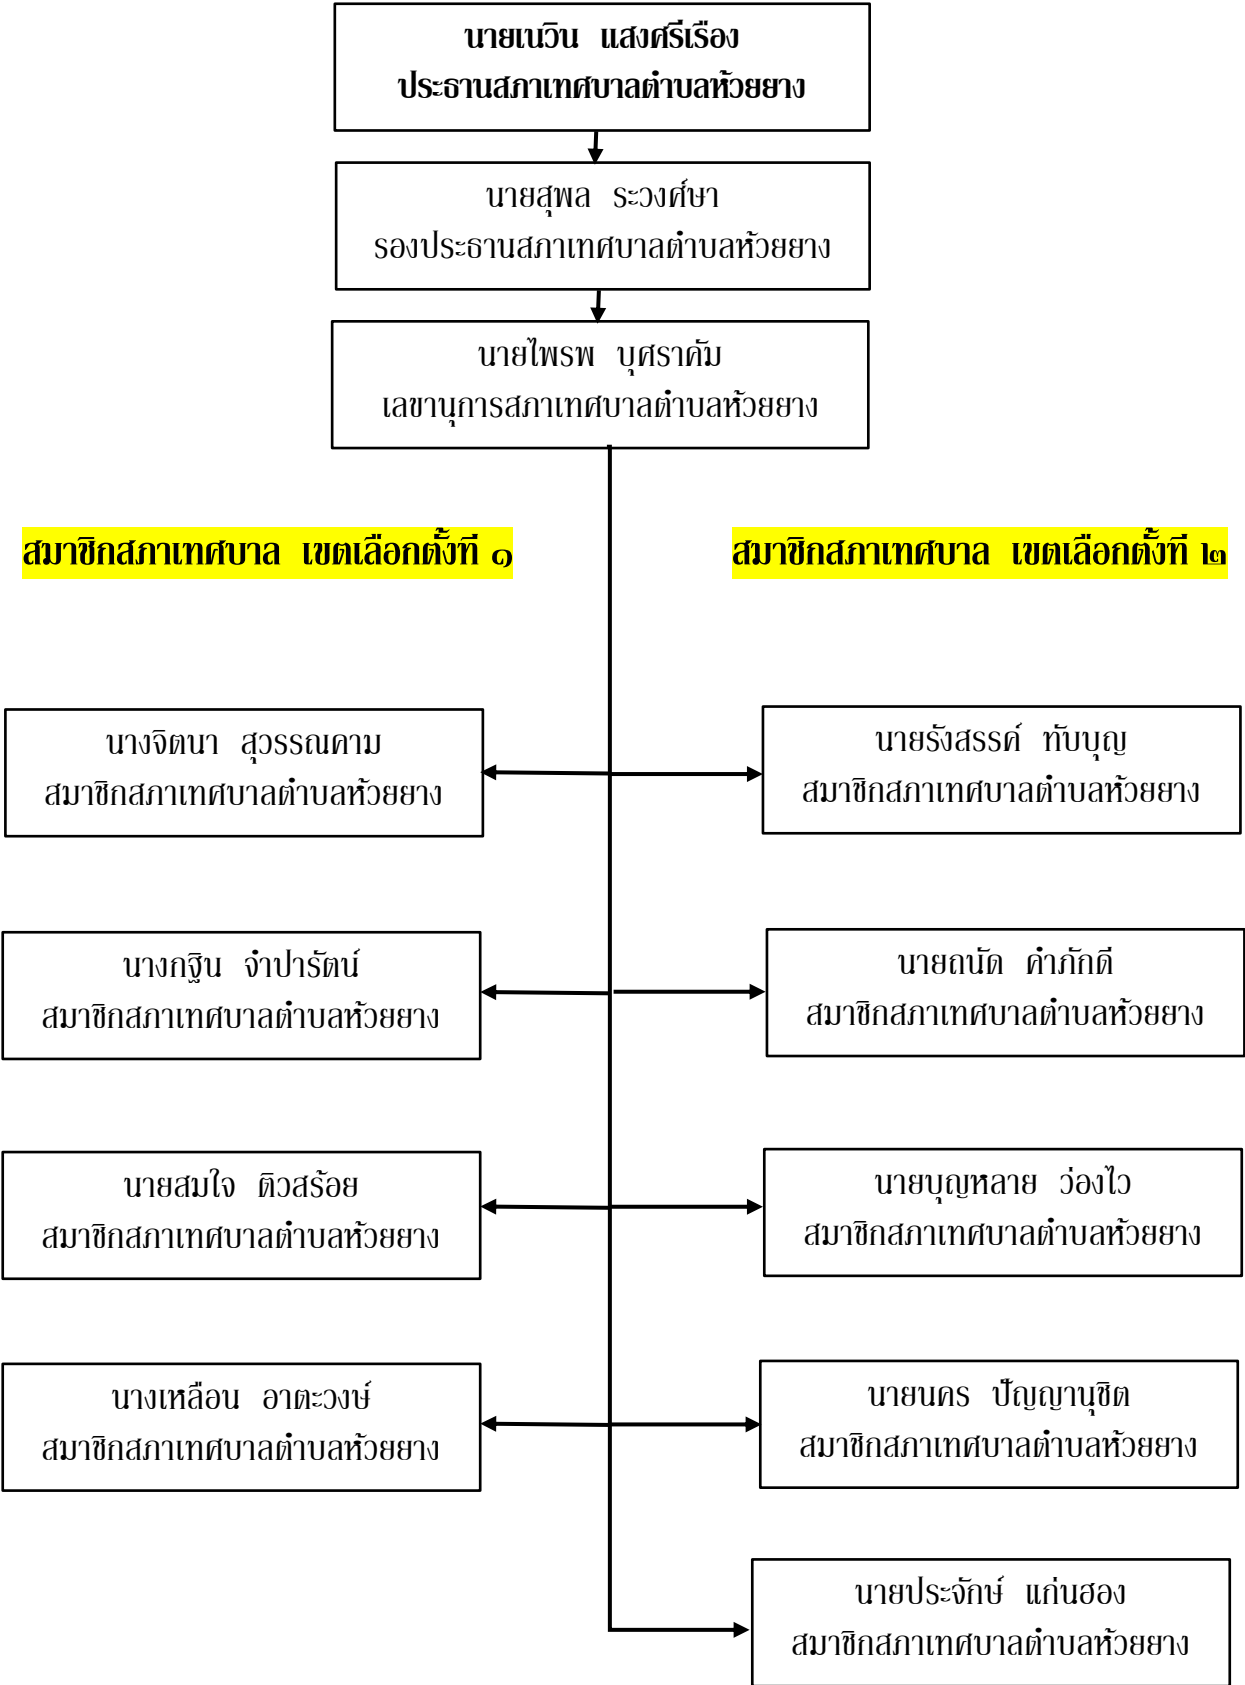 นายเนวิน แสงศรีเรือง
ประธานสภาเทศบาลตำบลห้วยยาง
นายสุพล ระวงศ์ษา
รองประธานสภาเทศบาลตำบลห้วยยาง
นายไพรพ บุศราคัม
เลขานุการสภาเทศบาลตำบลห้วยยาง
สมาชิกสภาเทศบาล เขตเลือกตั้งที่ ๑
สมาชิกสภาเทศบาล เขตเลือกตั้งที่ ๒
นางจิตนา สุวรรณคาม
สมาชิกสภาเทศบาลตำบลห้วยยาง
นายรังสรรค์ ทับบุญ
สมาชิกสภาเทศบาลตำบลห้วยยาง
นางกฐิน จำปารัตน์
สมาชิกสภาเทศบาลตำบลห้วยยาง
นายถนัด คำภักดี
สมาชิกสภาเทศบาลตำบลห้วยยาง
นายสมใจ ติวสร้อย
สมาชิกสภาเทศบาลตำบลห้วยยาง
นายบุญหลาย ว่องไว
สมาชิกสภาเทศบาลตำบลห้วยยาง
นางเหลือน อาตะวงษ์
สมาชิกสภาเทศบาลตำบลห้วยยาง
นายนคร ปัญญานุชิต
สมาชิกสภาเทศบาลตำบลห้วยยาง
นายประจักษ์ แก่นฮอง
สมาชิกสภาเทศบาลตำบลห้วยยาง